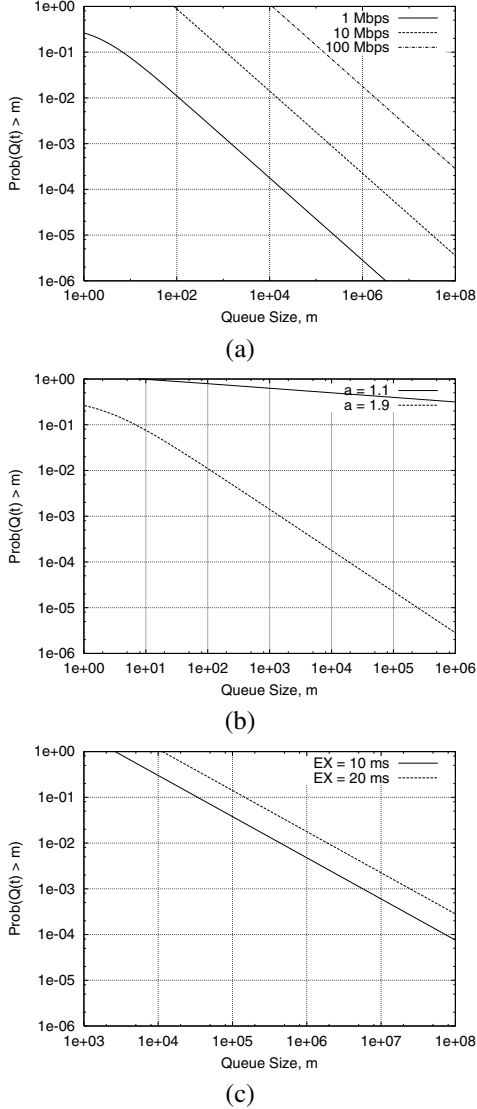 1e+00
1e-01
1e-02
1e-03
1e-04
1e-05
1e-06
Prob(Q(t) > m)
1 Mbps
10 Mbps
100 Mbps
1e+00 1e+02 1e+04 1e+06 1e+08
Queue Size, m
(a)
1e+00
1e-01
1e-02
1e-03
1e-04
1e-05
1e-06
Prob(Q(t) > m)
a = 1.1
a = 1.9
1e+00 1e+01 1e+02 1e+03 1e+04 1e+05 1e+06
Queue Size, m
(b)
1e+00
1e-01
1e-02
1e-03
1e-04
1e-05
1e-06
Prob(Q(t) > m)
EX = 10 ms
EX = 20 ms
1e+03 1e+04 1e+05 1e+06 1e+07 1e+08
Queue Size, m
(c)